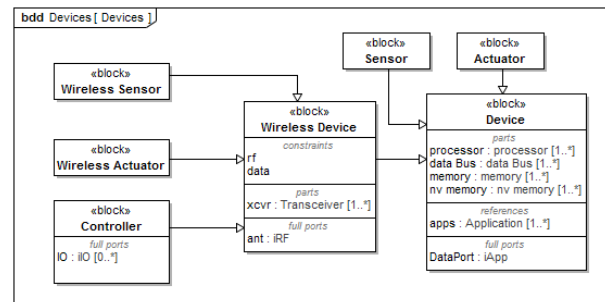 bdd Devices [ Devices ]
«block»
Sensor
«block»
Actuator
«block»
Wireless Sensor
«block»
Wireless Actuator
«block»
Controller
full ports
IO : iIO [0..*]
«block»
Wireless Device
constraints
rf
data
parts
xcvr : Transceiver [1..*]
full ports
ant : iRF
«block»
Device
parts
processor : processor [1..*]
data Bus : data Bus [1..*]
memory : memory [1..*]
nv memory : nv memory [1..*]
references
apps : Application [1..*]
full ports
DataPort : iApp